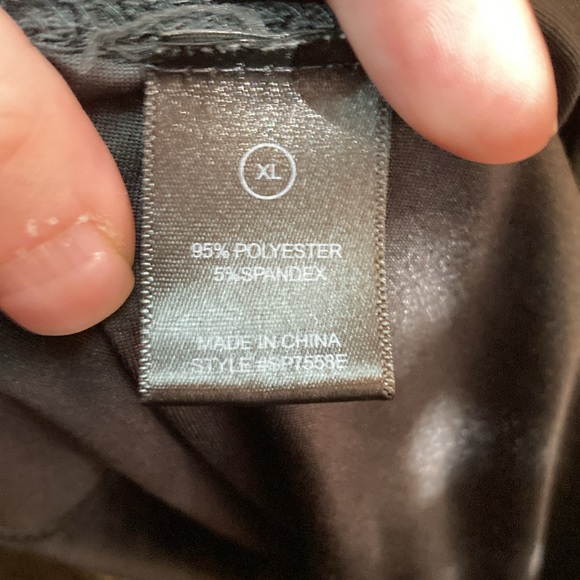 XL
95% POLYESTER
5%SPANDEX
MADE IN CHINA
STYLE #SP7558E